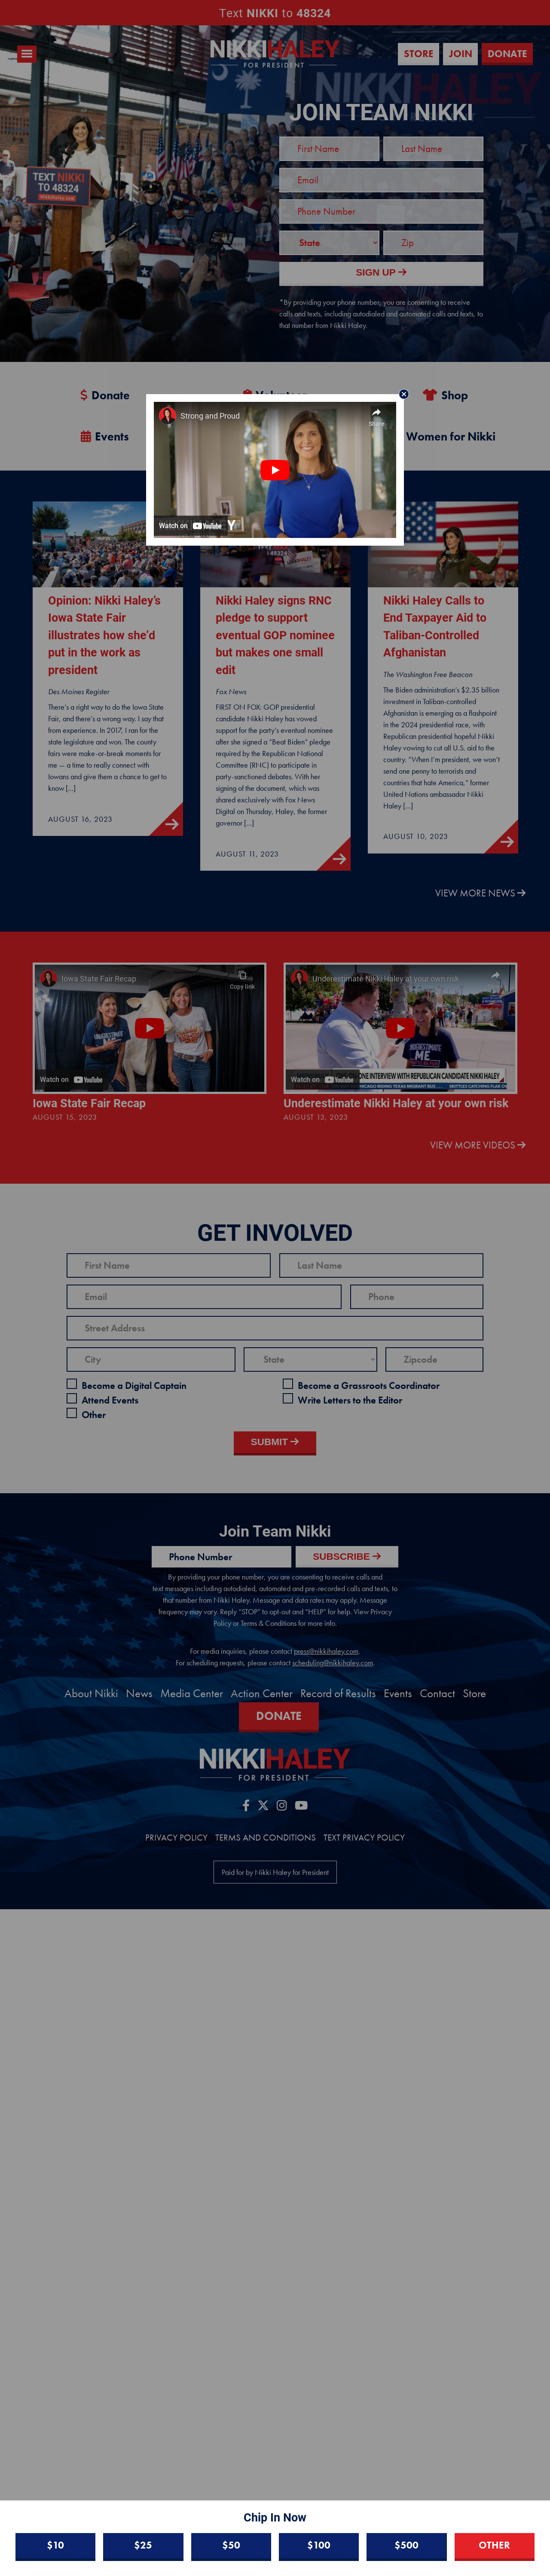 Text NIKKI to 48324
NIKKIHALEY
FOR PRESIDENT
STORE
JOIN
DONATE
NIKKIHALEY
TEXT NIKKI
TO 48324
JOIN TEAM NIKKI
First Name
Last Name
Email
Phone Number
State
Zip
SIGN UP
*By providing your phone number, you are consenting to receive
calls and texts, including autodialed and automated calls and texts, to
that number from Nikki Haley.
Donate
Shop
Events
Women for Nikki
Strong and Proud
Share
Watch on YouTube
Opinion: Nikki Haley's
Iowa State Fair
illustrates how she'd
put in the work as
president
Des Moines Register
There's a right way to do the Iowa State
Fair, and there's a wrong way. I say that
from experience. In 2017, I ran for the
state legislature and won. The county
fairs were make-or-break moments for
me — a time to really connect with
Iowans and give them a chance to get to
know [...]
AUGUST 16, 2023
Nikki Haley signs RNC
pledge to support
eventual GOP nominee
but makes one small
edit
Fox News
FIRST ON FOX: GOP presidential
candidate Nikki Haley has vowed
support for the party's eventual nominee
after she signed a "Beat Biden" pledge
required by the Republican National
Committee (RNC) to participate in
party-sanctioned debates. With her
signing of the document, which was
shared exclusively with Fox News
Digital on Thursday, Haley, the former
governor [...]
AUGUST 11, 2023
Nikki Haley Calls to
End Taxpayer Aid to
Taliban-Controlled
Afghanistan
The Washington Free Beacon
The Biden administration's $2.35 billion
investment in Taliban-controlled
Afghanistan is emerging as a flashpoint
in the 2024 presidential race, with
Republican presidential hopeful Nikki
Haley vowing to cut all U.S. aid to the
country. "When I'm president, we won't
send one penny to terrorists and
countries that hate America," former
United Nations ambassador Nikki
Haley [...]
AUGUST 10, 2023
VIEW MORE NEWS
Iowa State Fair Recap
Copy link
Watch on YouTube
Iowa State Fair Recap
AUGUST 15, 2023
Underestimate Nikki Haley at your own risk
Watch on YouTube
ON-ONE INTERVIEW WITH REPUBLICAN CANDIDATE NIKKI HALEY
Underestimate Nikki Haley at your own risk
AUGUST 13, 2023
VIEW MORE VIDEOS
GET INVOLVED
First Name
Last Name
Email
Phone
Street Address
City
State
Zipcode
Become a Digital Captain
Become a Grassroots Coordinator
Attend Events
Write Letters to the Editor
Other
SUBMIT
Join Team Nikki
Phone Number
SUBSCRIBE
By providing your phone number, you are consenting to receive calls and
text messages including autodialed, automated and pre-recorded calls and texts, to
that number from Nikki Haley. Message and data rates may apply. Message
frequency may vary. Reply "STOP" to opt-out and "HELP" for help. View Privacy
Policy or Terms & Conditions for more info.
For media inquiries, please contact press@nikkihaley.com.
For scheduling requests, please contact scheduling@nikkihaley.com.
About Nikki News Media Center Action Center Record of Results Events Contact Store
DONATE
NIKKIHALEY
FOR PRESIDENT
PRIVACY POLICY TERMS AND CONDITIONS TEXT PRIVACY POLICY
Paid for by Nikki Haley for President
Chip In Now
$10
$25
$50
$100
$500
OTHER